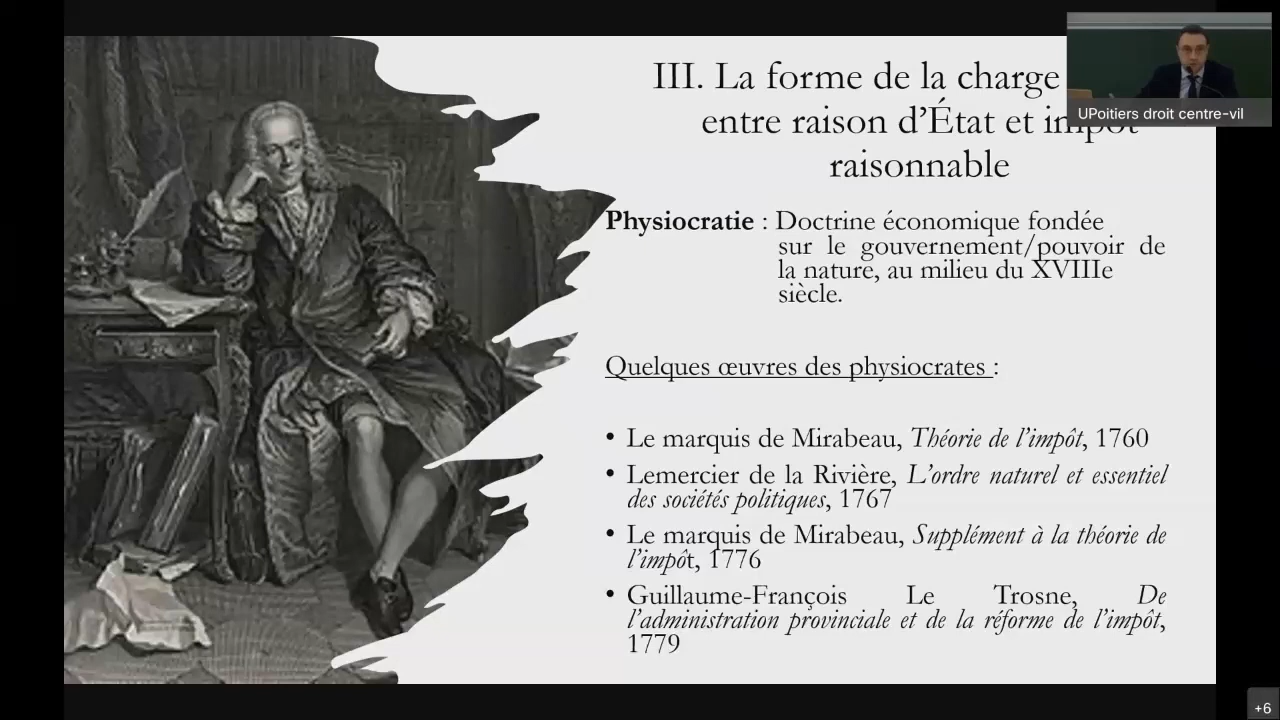 III. La forme de la charge
entre raison d'État et impôt
raisonnable
UPoitiers droit centre-vil
Physiocratie : Doctrine économique fondée
sur le gouvernement/pouvoir de
la nature, au milieu du XVIIIe
siècle.
Quelques œuvres des physiocrates :
• Le marquis de Mirabeau, Théorie de l'impôt, 1760
• Lemercier de la Rivière, L'ordre naturel et essentiel
des sociétés politiques, 1767
• Le marquis de Mirabeau, Supplément à la théorie de
l'impôt, 1776
• Guillaume-François Le Trosne, De
l'administration provinciale et de la réforme de l'impôt,
1779
+6